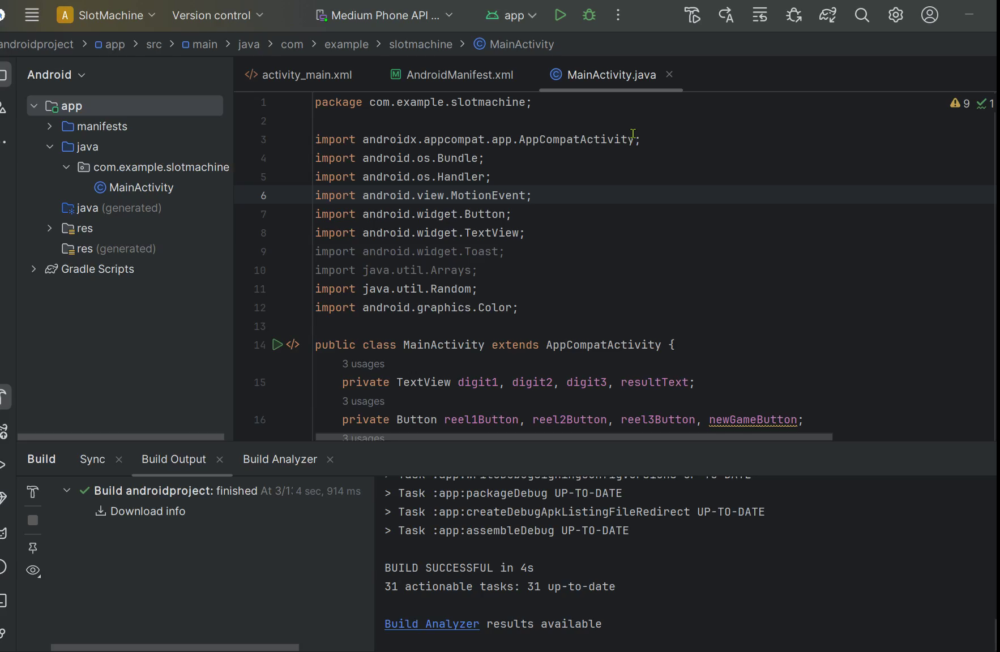 A SlotMachine Version control Medium Phone API ... app
androidproject > app > src > main > java > com > example > slotmachine > MainActivity
Android
activity_main.xml AndroidManifest.xml MainActivity.java
app
manifests
java
com.example.slotmachine
MainActivity
java (generated)
res
res (generated)
Gradle Scripts
9 1
1 package com.example.slotmachine;
2
3 import androidx.appcompat.app.AppCompatActivity;
4 import android.os.Bundle;
5 import android.os.Handler;
6 import android.view.MotionEvent;
7 import android.widget.Button;
8 import android.widget.TextView;
9 import android.widget.Toast;
10 import java.util.Arrays;
11 import java.util.Random;
12 import android.graphics.Color;
13
14 public class MainActivity extends AppCompatActivity {
3 usages
15 private TextView digit1, digit2, digit3, resultText;
3 usages
16 private Button reel1Button, reel2Button, reel3Button, newGameButton;
3 usages
Build Sync Build Output Build Analyzer
Build androidproject: finished At 3/1: 4 sec, 914 ms
Download info
> Task :app:writeDebugSigningConfigVersions UP-TO-DATE
> Task :app:packageDebug UP-TO-DATE
> Task :app:createDebugApkListingFileRedirect UP-TO-DATE
> Task :app:assembleDebug UP-TO-DATE
BUILD SUCCESSFUL in 4s
31 actionable tasks: 31 up-to-date
Build Analyzer results available